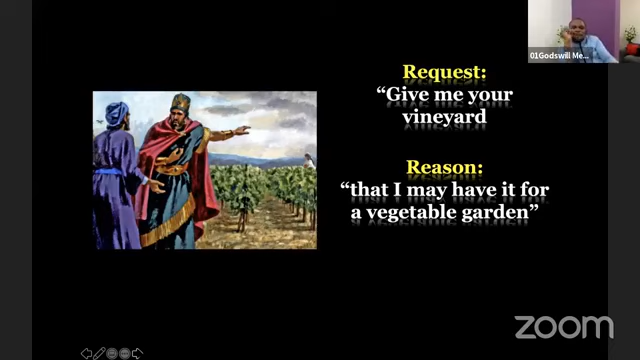 01Godswill Me...
Request:
“Give me your
vineyard
Reason:
“that I may have it for
a vegetable garden”
zoom